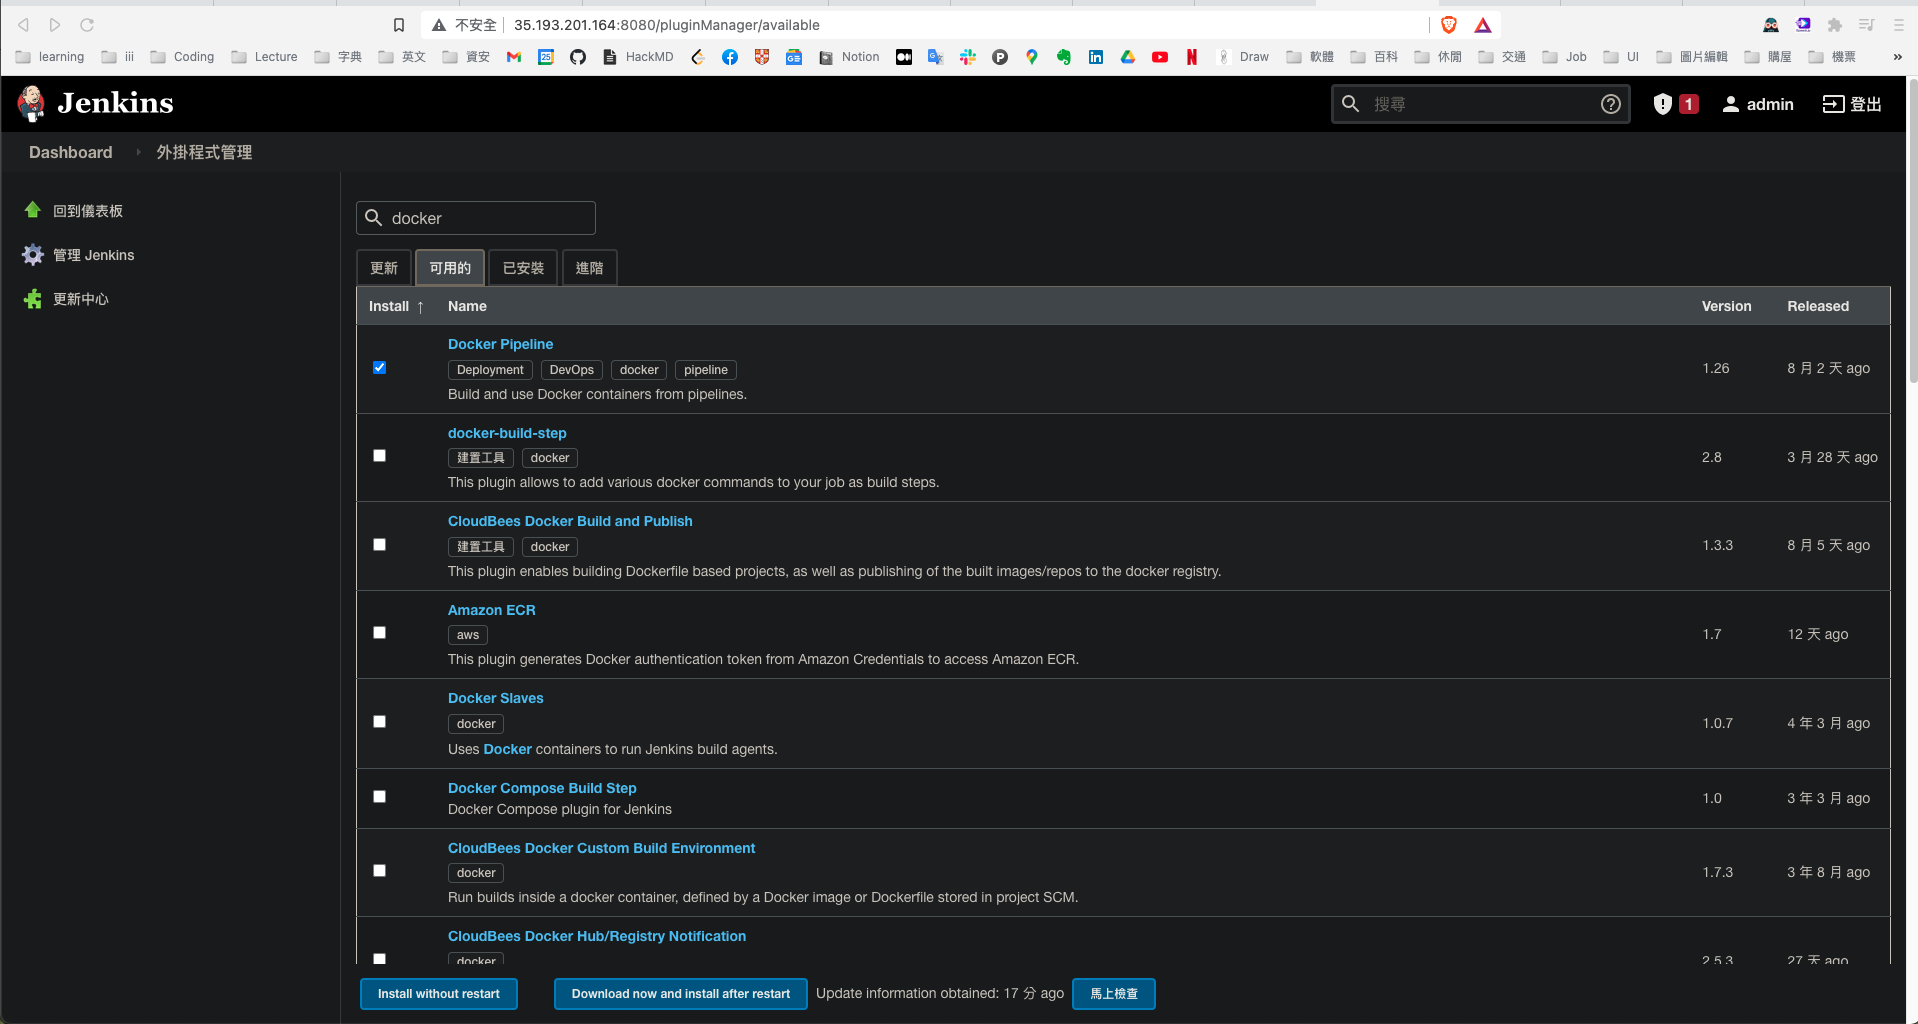 不安全 35.193.201.164:8080/pluginManager/available
learning iii Coding Lecture 字典 英文 資安 HackMD Notion Draw 軟體 百科 休閒 交通 Job UI 圖片編輯 購屋 機票 »
Jenkins 搜尋 1 admin 登出
Dashboard 外掛程式管理
回到儀表板
管理 Jenkins
更新中心
docker
更新 可用的 已安裝 進階
Install ↑ Name Version Released
Docker Pipeline
Deployment DevOps docker pipeline
Build and use Docker containers from pipelines.
1.26 8 月 2 天 ago
docker-build-step
建置工具 docker
This plugin allows to add various docker commands to your job as build steps.
2.8 3 月 28 天 ago
CloudBees Docker Build and Publish
建置工具 docker
This plugin enables building Dockerfile based projects, as well as publishing of the built images/repos to the docker registry.
1.3.3 8 月 5 天 ago
Amazon ECR
aws
This plugin generates Docker authentication token from Amazon Credentials to access Amazon ECR.
1.7 12 天 ago
Docker Slaves
docker
Uses Docker containers to run Jenkins build agents.
1.0.7 4 年 3 月 ago
Docker Compose Build Step
Docker Compose plugin for Jenkins
1.0 3 年 3 月 ago
CloudBees Docker Custom Build Environment
docker
Run builds inside a docker container, defined by a Docker image or Dockerfile stored in project SCM.
1.7.3 3 年 8 月 ago
CloudBees Docker Hub/Registry Notification
docker
2.5.3 27 天 ago
Install without restart Download now and install after restart Update information obtained: 17 分 ago 馬上檢查